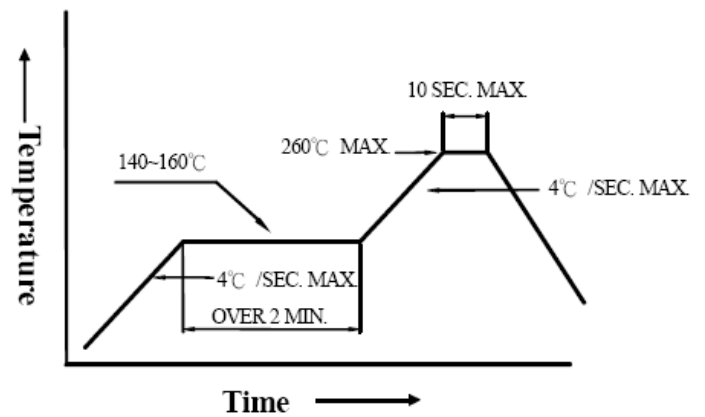 10 SEC. MAX.
260℃ MAX.
140~160℃
4℃ /SEC. MAX.
4℃ /SEC. MAX.
OVER 2 MIN.
Temperature
Time